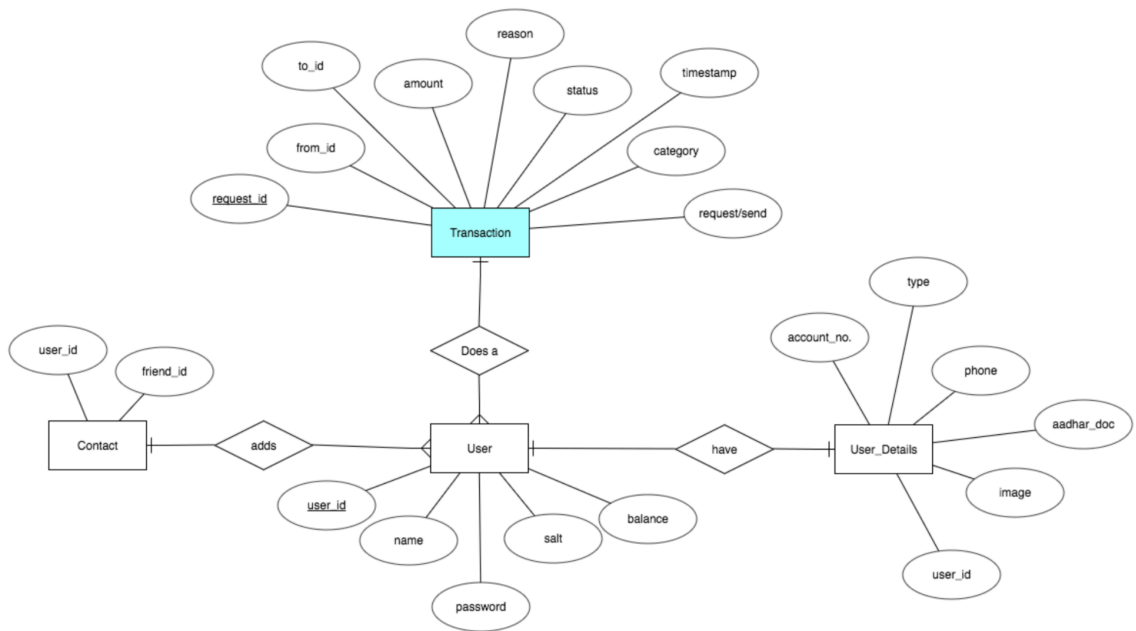 reason
to_id
timestamp
amount
status
from_id
category
request_id
request/send
Transaction
type
account_no.
user_id
Does a
friend_id
phone
aadhar_doc
Contact
adds
User
have
User_Details
image
user_id
balance
name
salt
user_id
password